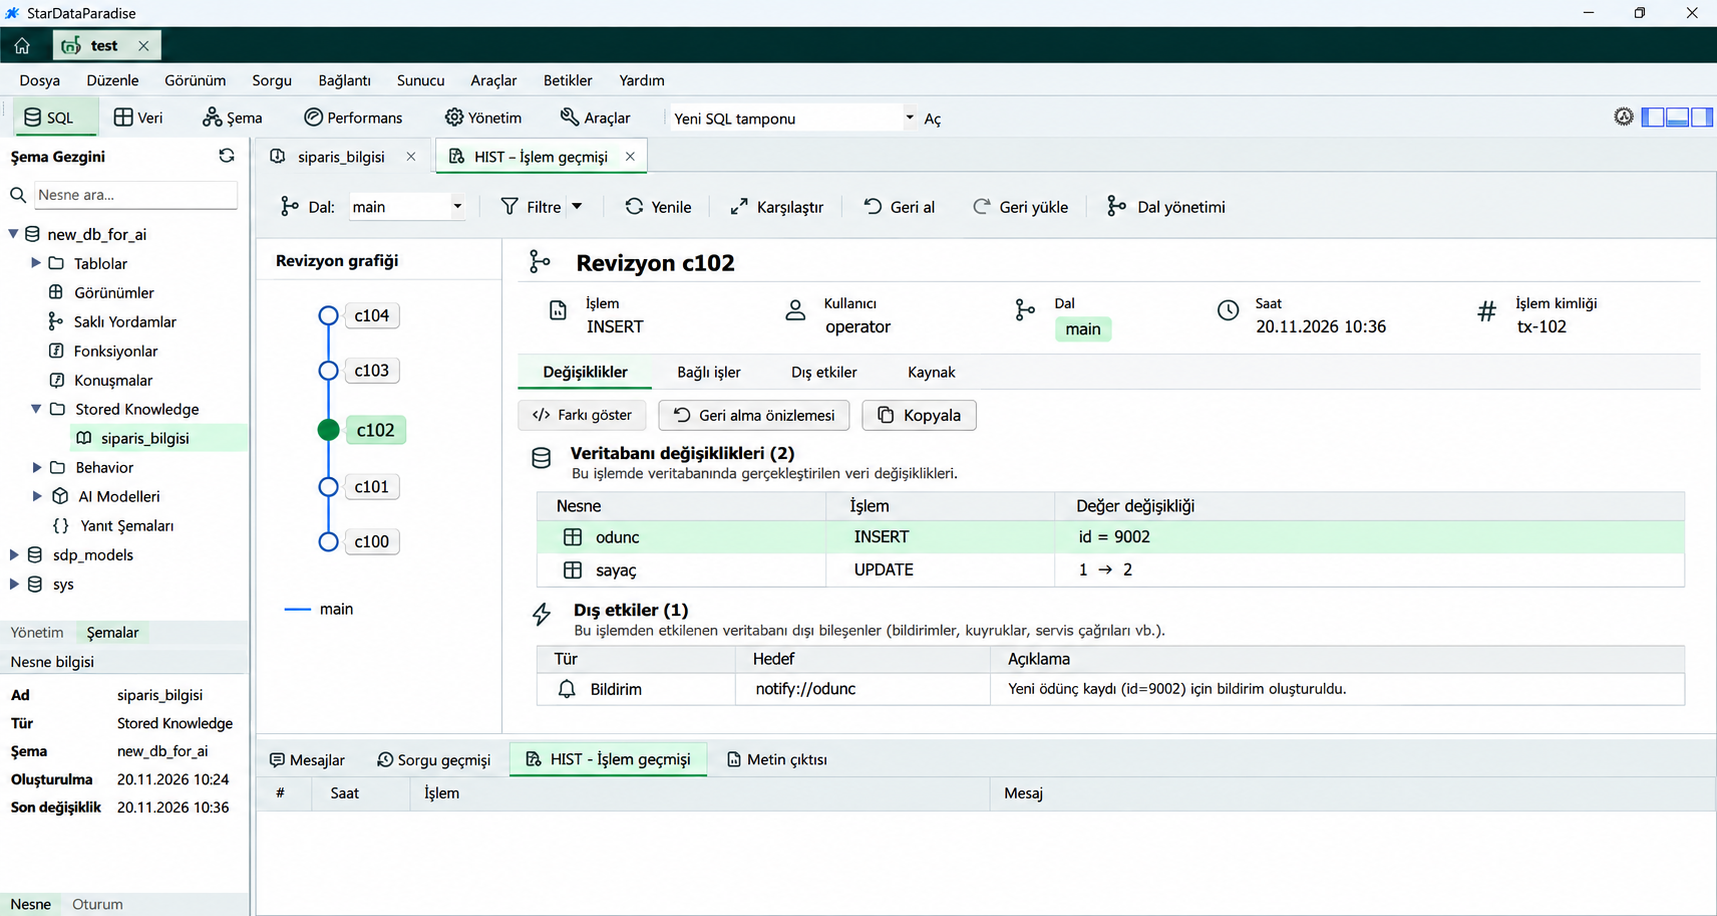 StarDataParadise
test
Dosya Düzenle Görünüm Sorgu Bağlantı Sunucu Araçlar Betikler Yardım
SQL Veri Şema Performans Yönetim Araçlar Yeni SQL tamponu Aç
Şema Gezgini
Nesne ara...
new_db_for_ai
Tablolar
Görünümler
Saklı Yordamlar
Fonksiyonlar
Konuşmalar
Stored Knowledge
siparis_bilgisi
Behavior
AI Modelleri
{} Yanıt Şemaları
sdp_models
sys
Yönetim Şemalar
Nesne bilgisi
Ad siparis_bilgisi
Tür Stored Knowledge
Şema new_db_for_ai
Oluşturulma 20.11.2026 10:24
Son değişiklik 20.11.2026 10:36
Nesne Oturum
siparis_bilgisi HIST – İşlem geçmişi
Dal: main Filtre Yenile Karşılaştır Geri al Geri yükle Dal yönetimi
Revizyon grafiği
c104
c103
c102
c101
c100
main
Revizyon c102
İşlem Kullanıcı Dal Saat # İşlem kimliği
INSERT operator main 20.11.2026 10:36 tx-102
Değişiklikler Bağlı işler Dış etkiler Kaynak
</> Farkı göster Geri alma önizlemesi Kopyala
Veritabanı değişiklikleri (2)
Bu işlemde veritabanında gerçekleştirilen veri değişiklikleri.
Nesne İşlem Değer değişikliği
odunc INSERT id = 9002
sayaç UPDATE 1 → 2
Dış etkiler (1)
Bu işlemden etkilenen veritabanı dışı bileşenler (bildirimler, kuyruklar, servis çağrıları vb.).
Tür Hedef Açıklama
Bildirim notify://odunc Yeni ödünç kaydı (id=9002) için bildirim oluşturuldu.
Mesajlar Sorgu geçmişi HIST - İşlem geçmişi Metin çıktısı
# Saat İşlem Mesaj